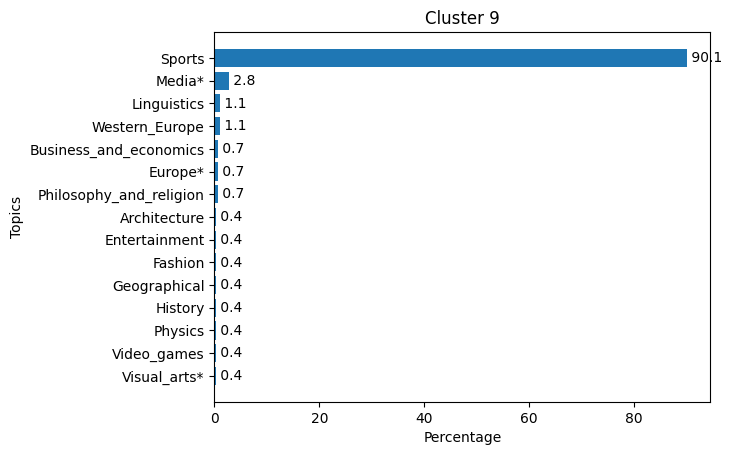 Cluster 9
Topics
Sports 90.1
Media* 2.8
Linguistics 1.1
Western_Europe 1.1
Business_and_economics 0.7
Europe* 0.7
Philosophy_and_religion 0.7
Architecture 0.4
Entertainment 0.4
Fashion 0.4
Geographical 0.4
History 0.4
Physics 0.4
Video_games 0.4
Visual_arts* 0.4
0 20 40 60 80
Percentage